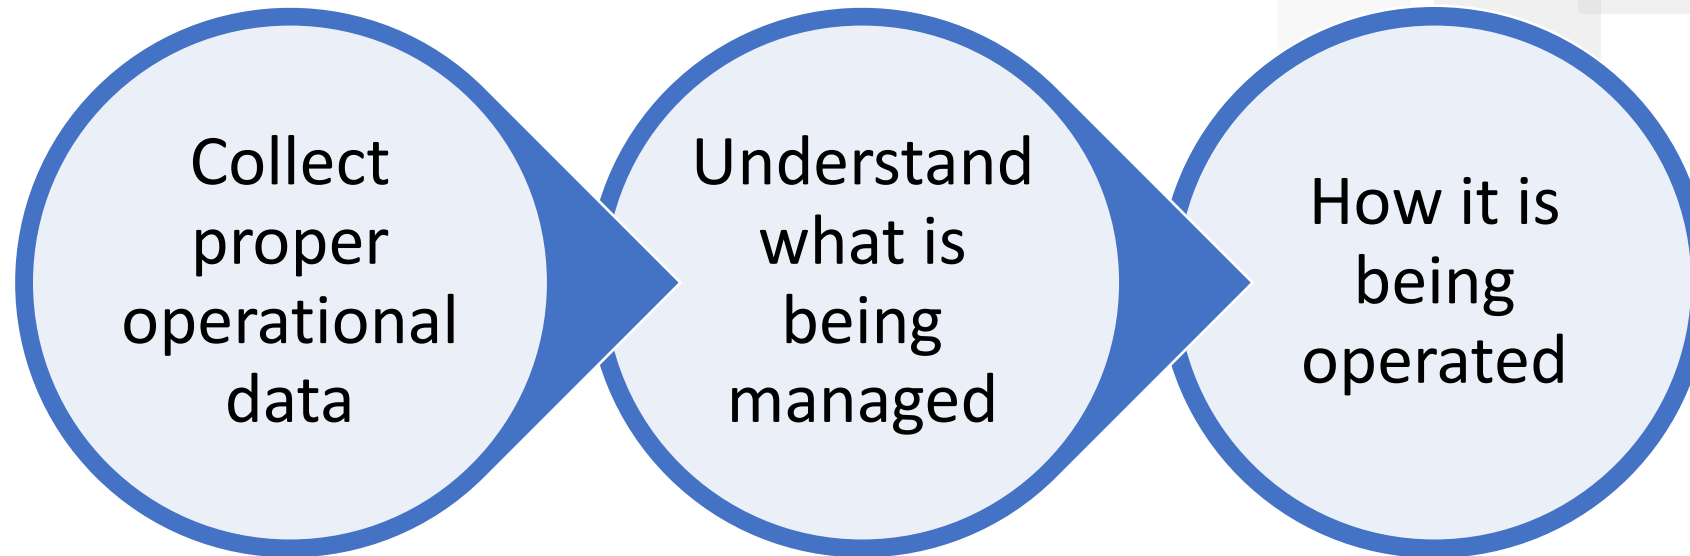 Collect
proper
operational
data
Understand
what is
being
managed
How it is
being
operated